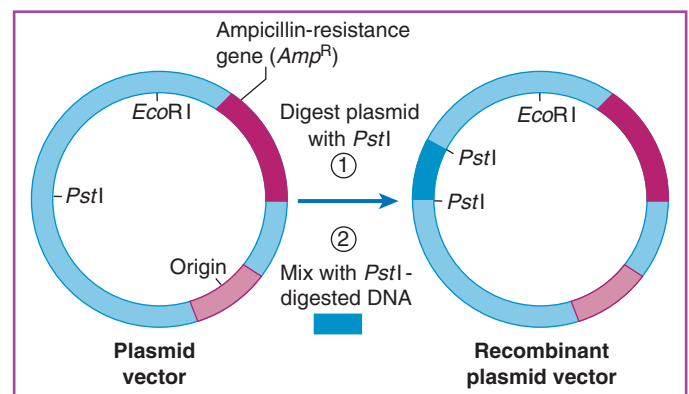 Ampicillin-resistance
gene (Amp^R)
EcoRI
PstI
Origin
Plasmid
vector
Digest plasmid
with PstI
①
②
Mix with PstI-
digested DNA
EcoRI
PstI
PstI
Recombinant
plasmid vector